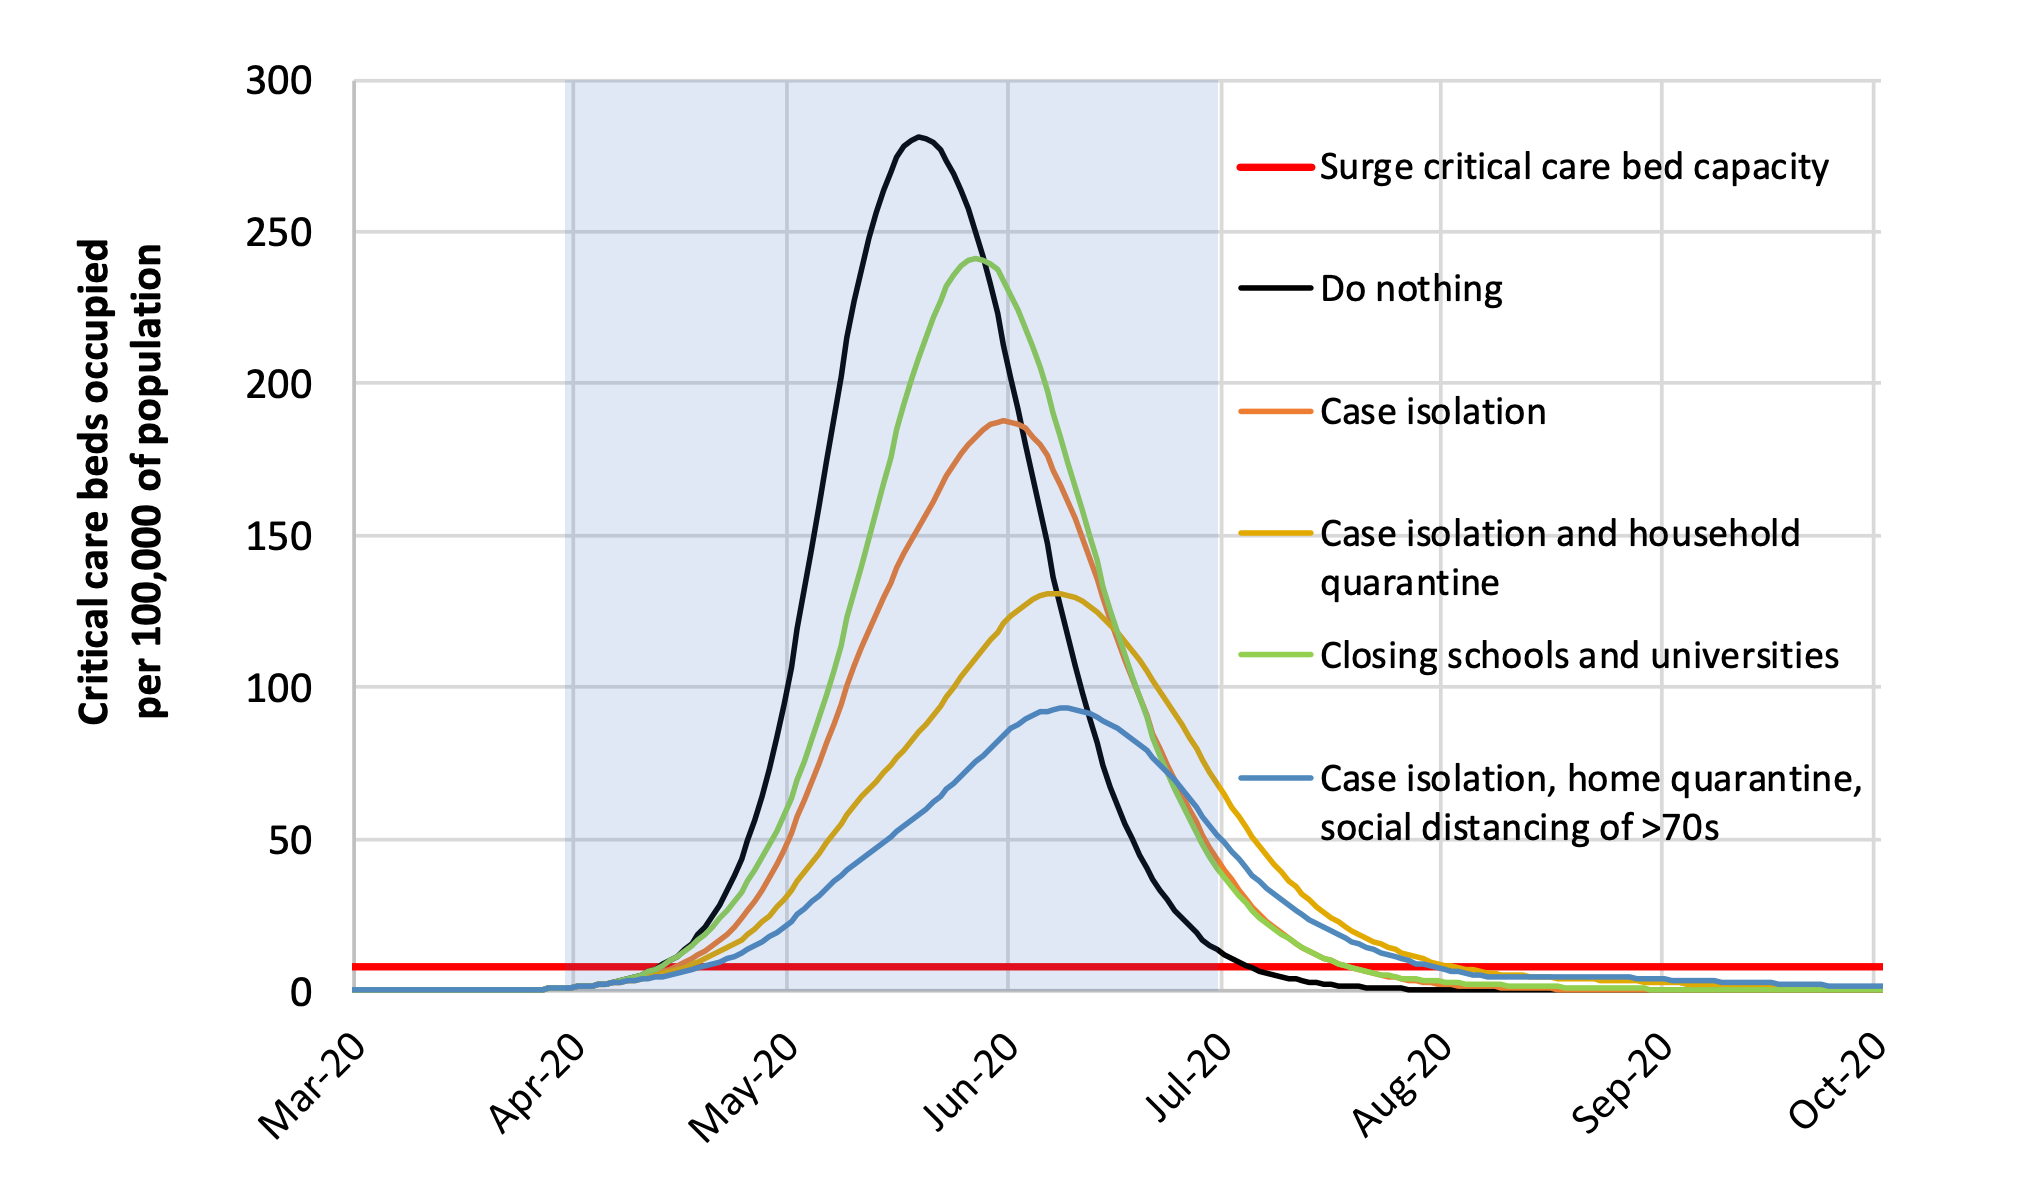 Critical care beds occupied
per 100,000 of population
300
250
200
150
100
50
0
Surge critical care bed capacity
Do nothing
Case isolation
Case isolation and household
quarantine
Closing schools and universities
Case isolation, home quarantine,
social distancing of >70s
Mar-20
Apr-20
May-20
Jun-20
Jul-20
Aug-20
Sep-20
Oct-20